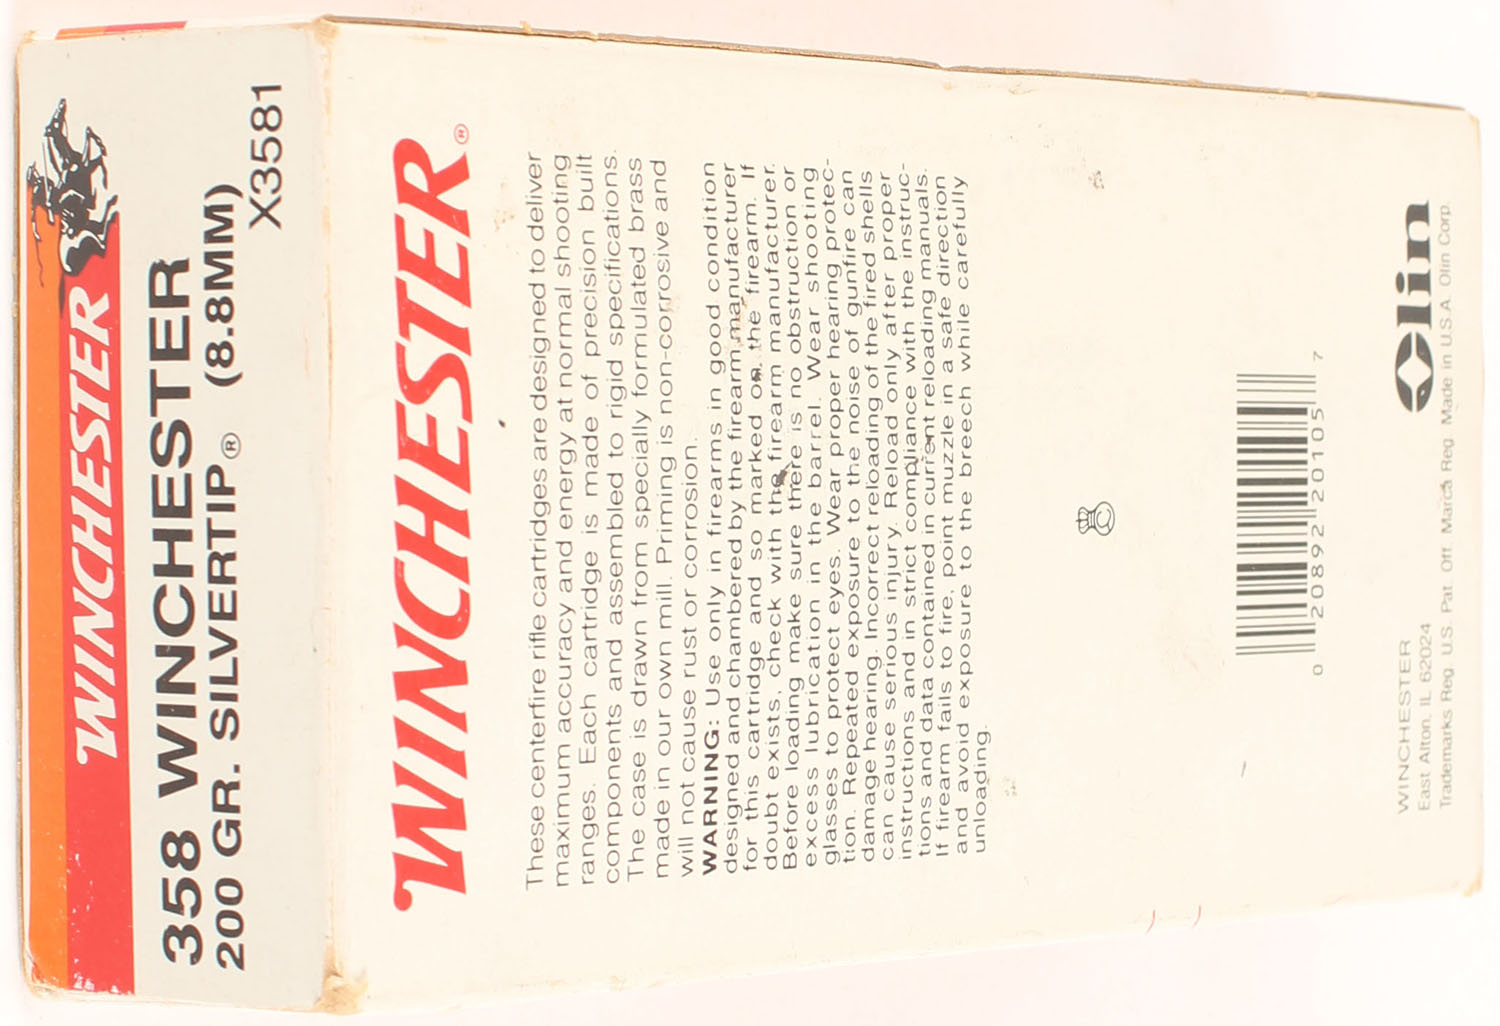 WINCHESTER
358 WINCHESTER
200 GR. SILVERTIP® (8.8MM)
X3581
WINCHESTER®
These centerfire rifle cartridges are designed to deliver
maximum accuracy and energy at normal shooting
ranges. Each cartridge is made of precision built
components and assembled to rigid specifications.
The case is drawn from specially formulated brass
made in our own mill. Priming is non-corrosive and
will not cause rust or corrosion.
WARNING: Use only in firearms in good condition
designed and chambered by the firearm manufacturer
for this cartridge and so marked on the firearm. If
doubt exists, check with the firearm manufacturer.
Before loading make sure there is no obstruction or
excess lubrication in the barrel. Wear shooting
glasses to protect eyes. Wear proper hearing protec-
tion. Repeated exposure to the noise of gunfire can
damage hearing. Incorrect reloading of the fired shells
can cause serious injury. Reload only after proper
instructions and in strict compliance with the instruc-
tions and data contained in current reloading manuals.
If firearm fails to fire, point muzzle in a safe direction
and avoid exposure to the breech while carefully
unloading.
C
0 20892 20105 7
Olin
WINCHESTER
East Alton, IL 62024
Trademarks Reg. U.S. Pat. Off. Marca Reg. Made in U.S.A. Olin Corp.